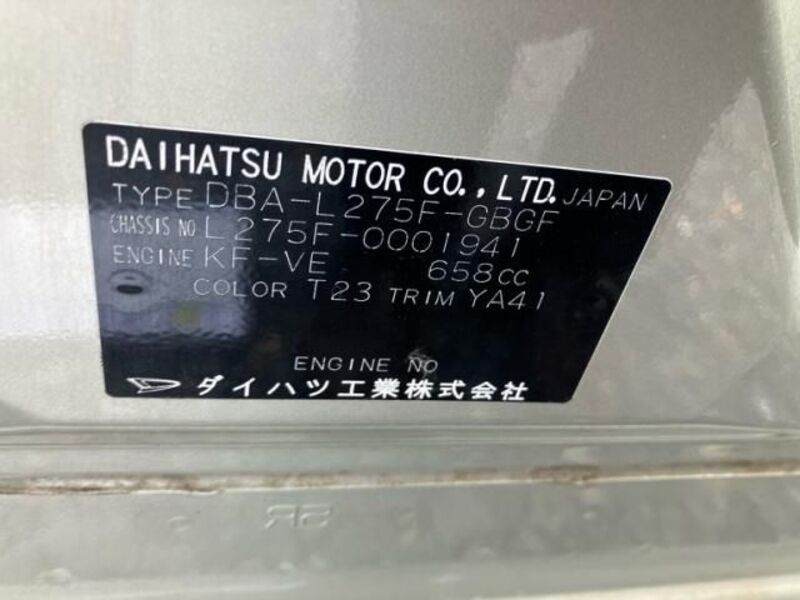 DAIHATSU MOTOR CO., LTD. JAPAN
TYPE DBA-L275F-GBGF
CHASSIS NO L275F-0001941
ENGINE KF-VE 658CC
COLOR T23 TRIM YA41
ENGINE NO
ダイハツ工業株式会社